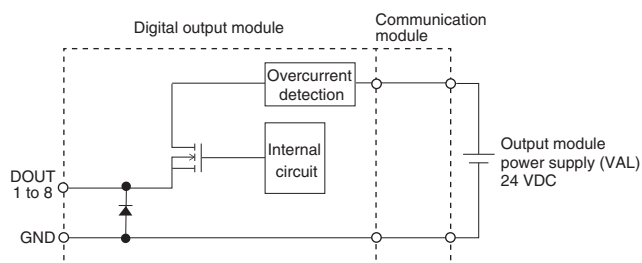 Digital output module
Communication
module
Overcurrent
detection
Internal
circuit
Output module
power supply (VAL)
24 VDC
DOUT
1 to 8
GND